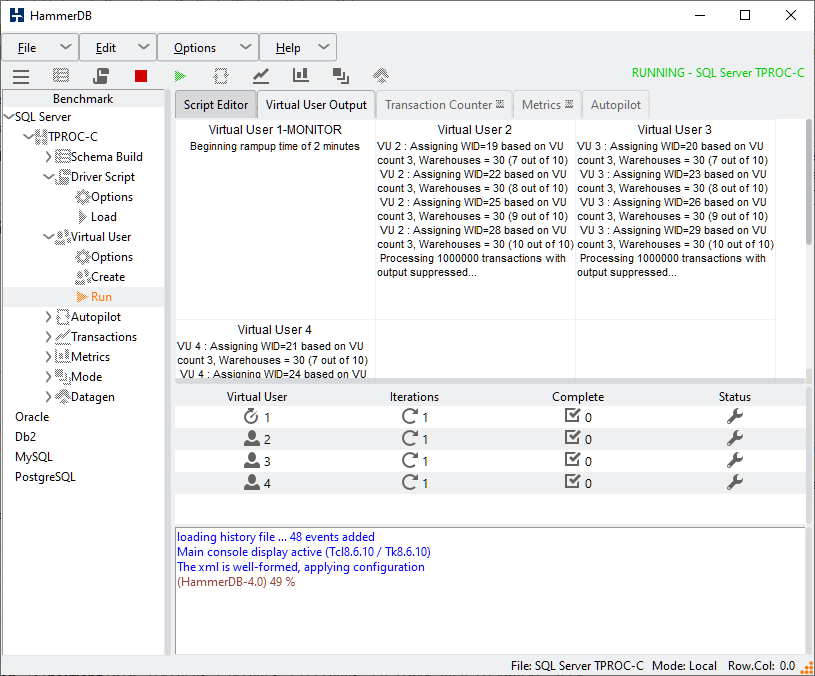 HammerDB
File Edit Options Help
RUNNING - SQL Server TPROC-C
Benchmark
SQL Server
TPROC-C
Schema Build
Driver Script
Options
Load
Virtual User
Options
Create
Run
Autopilot
Transactions
Metrics
Mode
Datagen
Oracle
Db2
MySQL
PostgreSQL
Script Editor Virtual User Output Transaction Counter Metrics Autopilot
Virtual User 1-MONITOR
Beginning rampup time of 2 minutes
Virtual User 2
VU 2 : Assigning WID=19 based on VU
count 3, Warehouses = 30 (7 out of 10)
VU 2 : Assigning WID=22 based on VU
count 3, Warehouses = 30 (8 out of 10)
VU 2 : Assigning WID=25 based on VU
count 3, Warehouses = 30 (9 out of 10)
VU 2 : Assigning WID=28 based on VU
count 3, Warehouses = 30 (10 out of 10)
Processing 1000000 transactions with
output suppressed...
Virtual User 3
VU 3 : Assigning WID=20 based on VU
count 3, Warehouses = 30 (7 out of 10)
VU 3 : Assigning WID=23 based on VU
count 3, Warehouses = 30 (8 out of 10)
VU 3 : Assigning WID=26 based on VU
count 3, Warehouses = 30 (9 out of 10)
VU 3 : Assigning WID=29 based on VU
count 3, Warehouses = 30 (10 out of 10)
Processing 1000000 transactions with
output suppressed...
Virtual User 4
VU 4 : Assigning WID=21 based on VU
count 3, Warehouses = 30 (7 out of 10)
VU 4 : Assigning WID=24 based on VU
Virtual User Iterations Complete Status
1 1 0
2 1 0
3 1 0
4 1 0
loading history file ... 48 events added
Main console display active (Tcl8.6.10 / Tk8.6.10)
The xml is well-formed, applying configuration
(HammerDB-4.0) 49 %
File: SQL Server TPROC-C Mode: Local Row.Col: 0.0